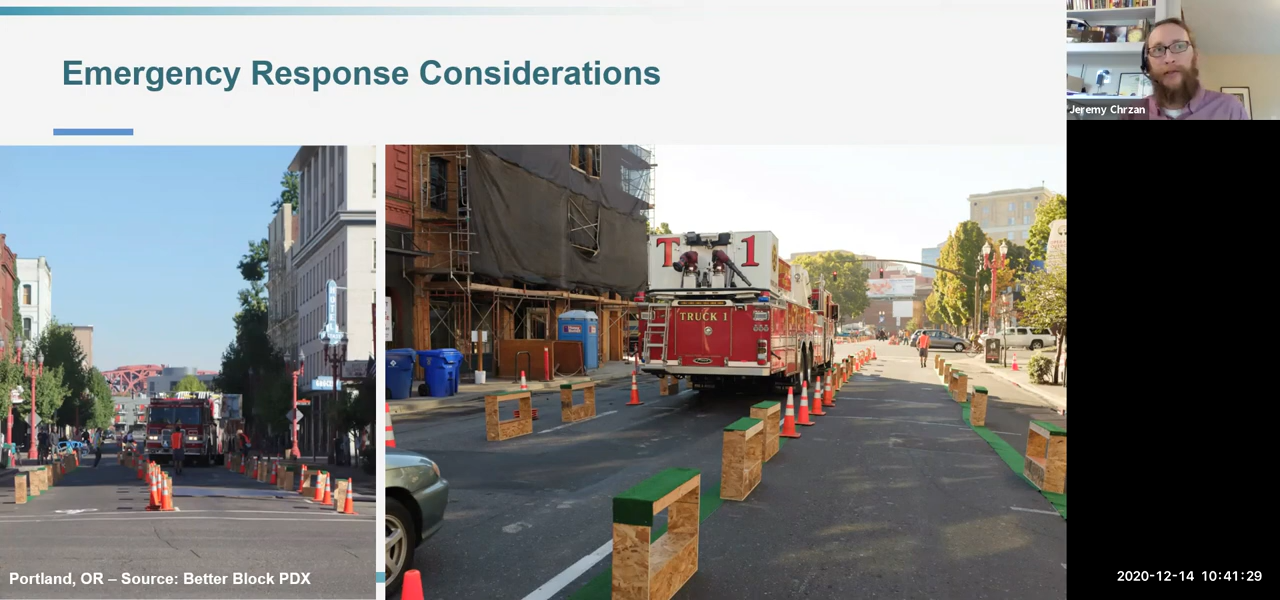 Emergency Response Considerations
Jeremy Chrzan
T 1
TRUCK 1
HOTEL
Portland, OR – Source: Better Block PDX
2020-12-14 10:41:29